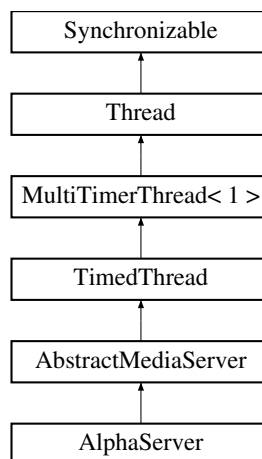 Synchronizable
Thread
MultiTimerThread< 1 >
TimedThread
AbstractMediaServer
AlphaServer